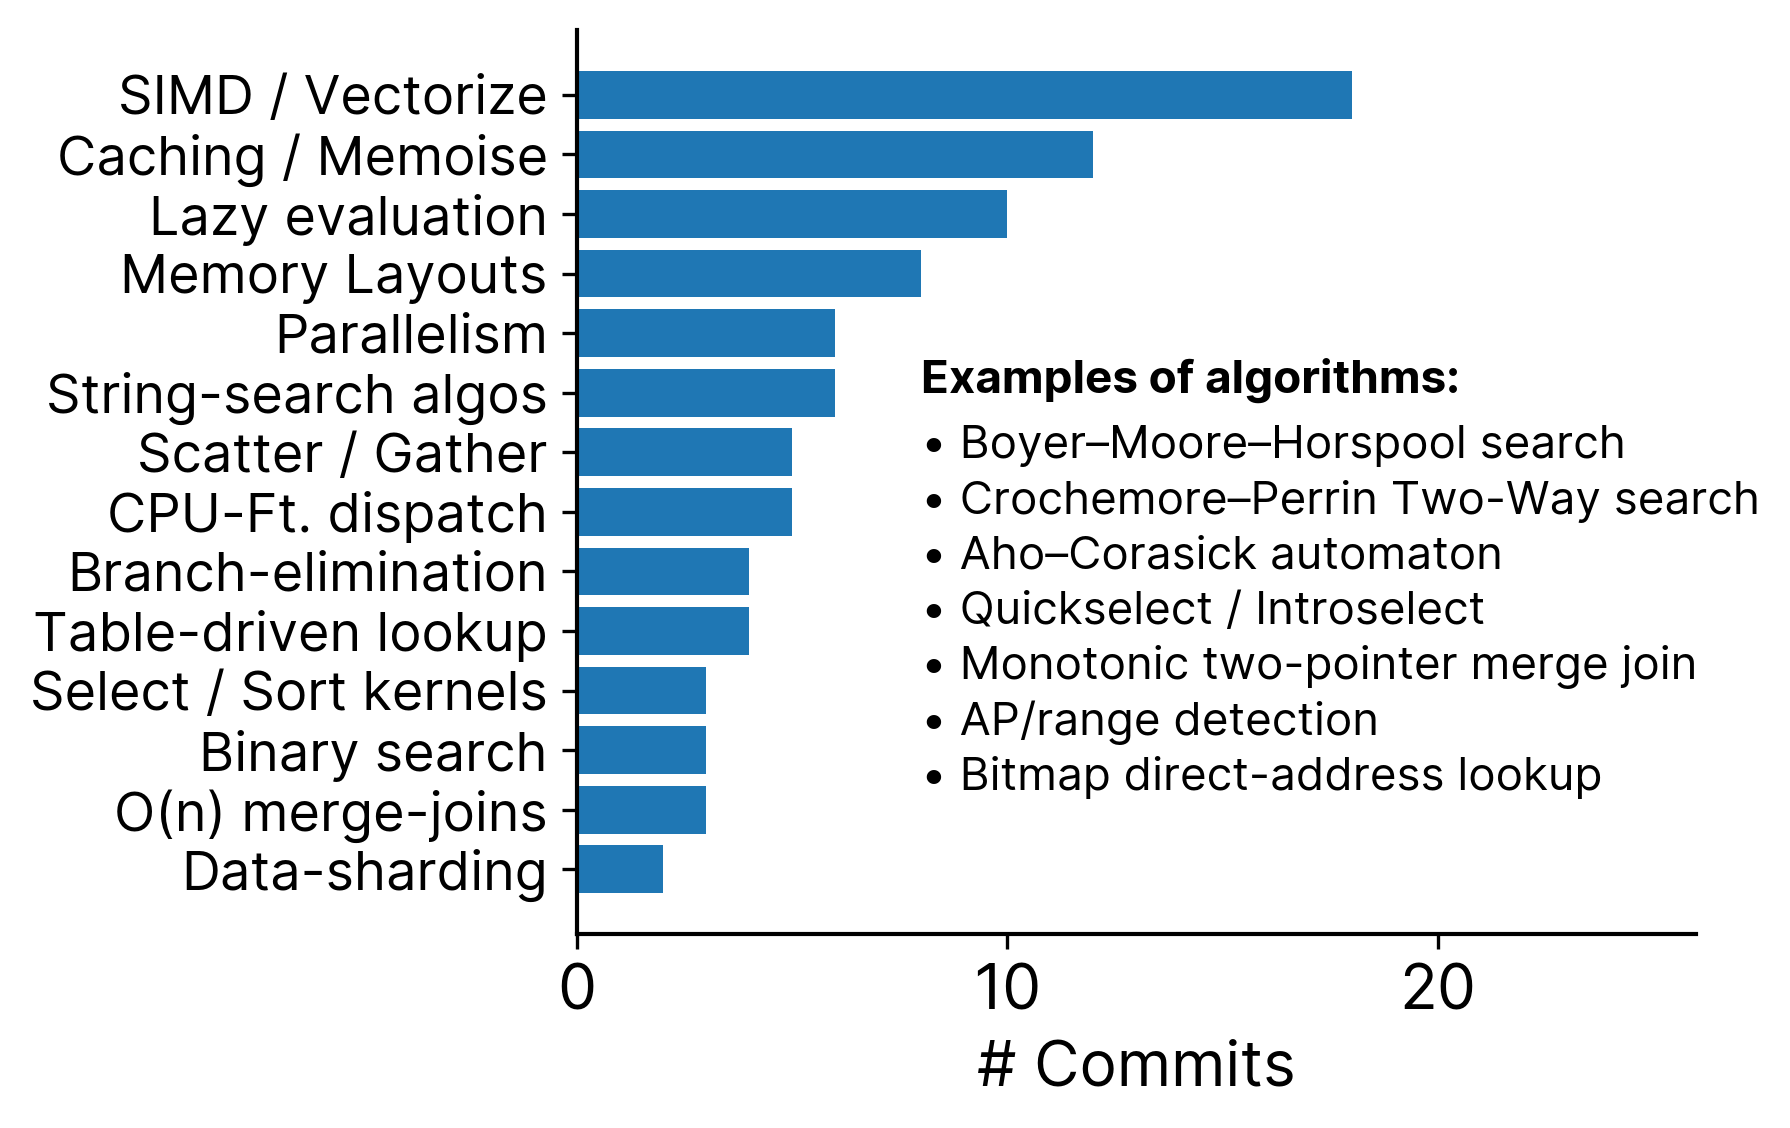 SIMD / Vectorize
Caching / Memoise
Lazy evaluation
Memory Layouts
Parallelism
String-search algos
Scatter / Gather
CPU-Ft. dispatch
Branch-elimination
Table-driven lookup
Select / Sort kernels
Binary search
O(n) merge-joins
Data-sharding
Examples of algorithms:
• Boyer–Moore–Horspool search
• Crochemore–Perrin Two-Way search
• Aho–Corasick automaton
• Quickselect / Introselect
• Monotonic two-pointer merge join
• AP/range detection
• Bitmap direct-address lookup
0 10 20
# Commits